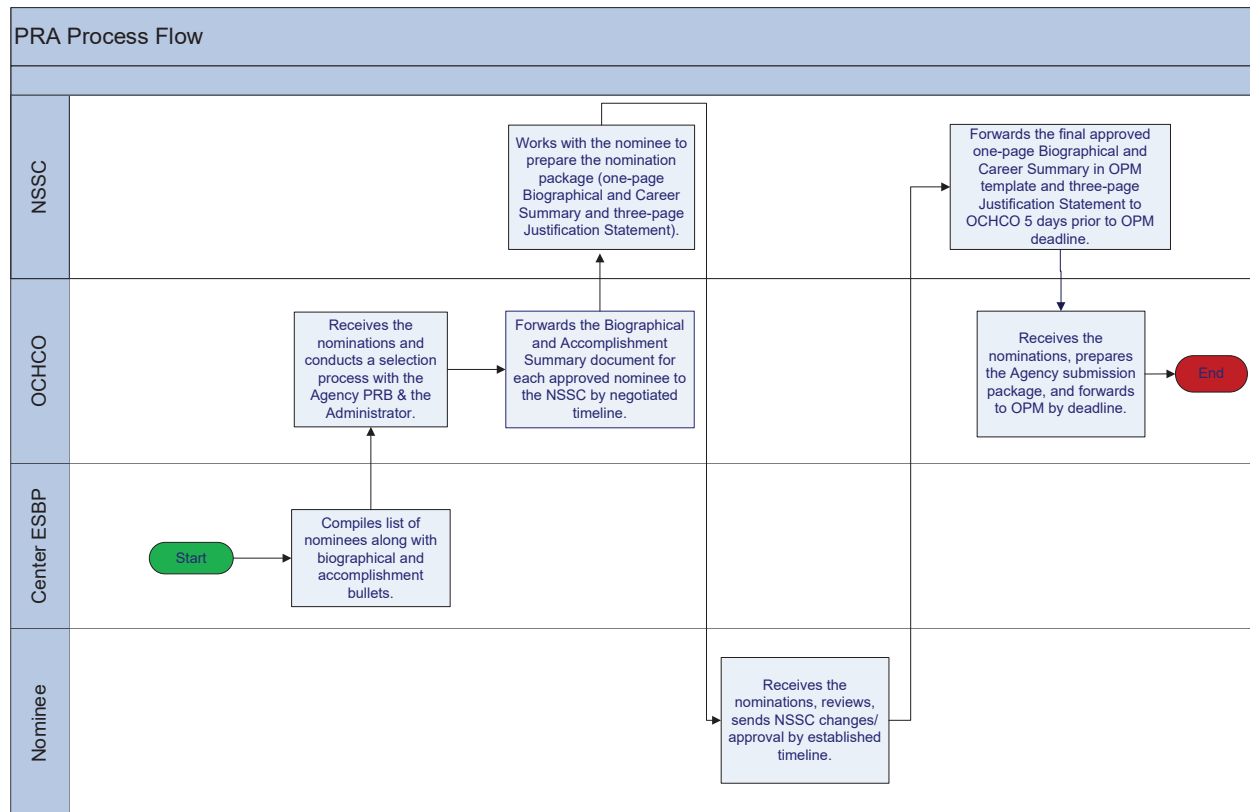 PRA Process Flow
NSSC
Works with the nominee to
prepare the nomination
package (one-page
Biographical and Career
Summary and three-page
Justification Statement).
Forwards the final approved
one-page Biographical and
Career Summary in OPM
template and three-page
Justification Statement to
OCHCO 5 days prior to OPM
deadline.
OCHCO
Receives the
nominations and
conducts a selection
process with the
Agency PRB & the
Administrator.
Forwards the Biographical
and Accomplishment
Summary document for
each approved nominee to
the NSSC by negotiated
timeline.
Receives the
nominations, prepares
the Agency submission
package, and forwards
to OPM by deadline.
End
Center ESBP
Start
Compiles list of
nominees along with
biographical and
accomplishment
bullets.
Nominee
Receives the
nominations, reviews,
sends NSSC changes/
approval by established
timeline.